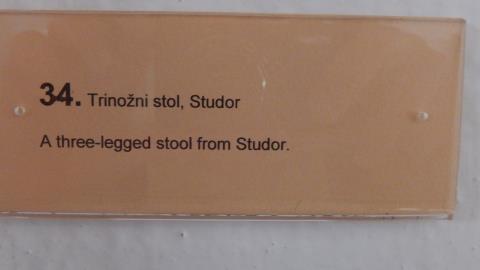 34. Trinožni stol, Studor
A three-legged stool from Studor.